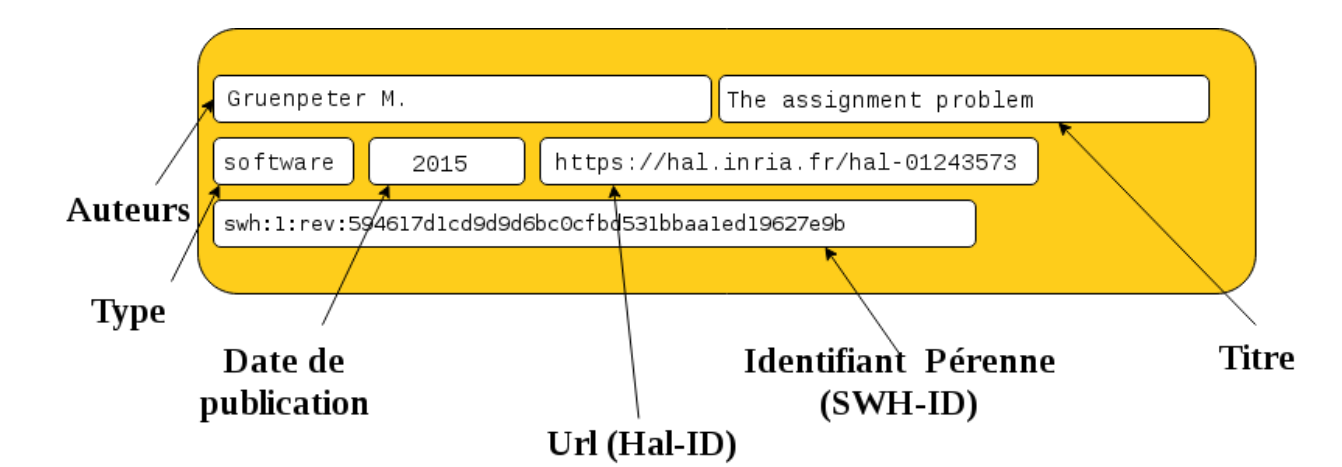 Gruenpeter M.
The assignment problem
software
2015
https://hal.inria.fr/hal-01243573
swh:1:rev:594617d1cd9d9d6bc0cfbd531bbaa1ed19627e9b
Auteurs
Type
Date de
publication
Url (Hal-ID)
Identifiant Pérenne
(SWH-ID)
Titre